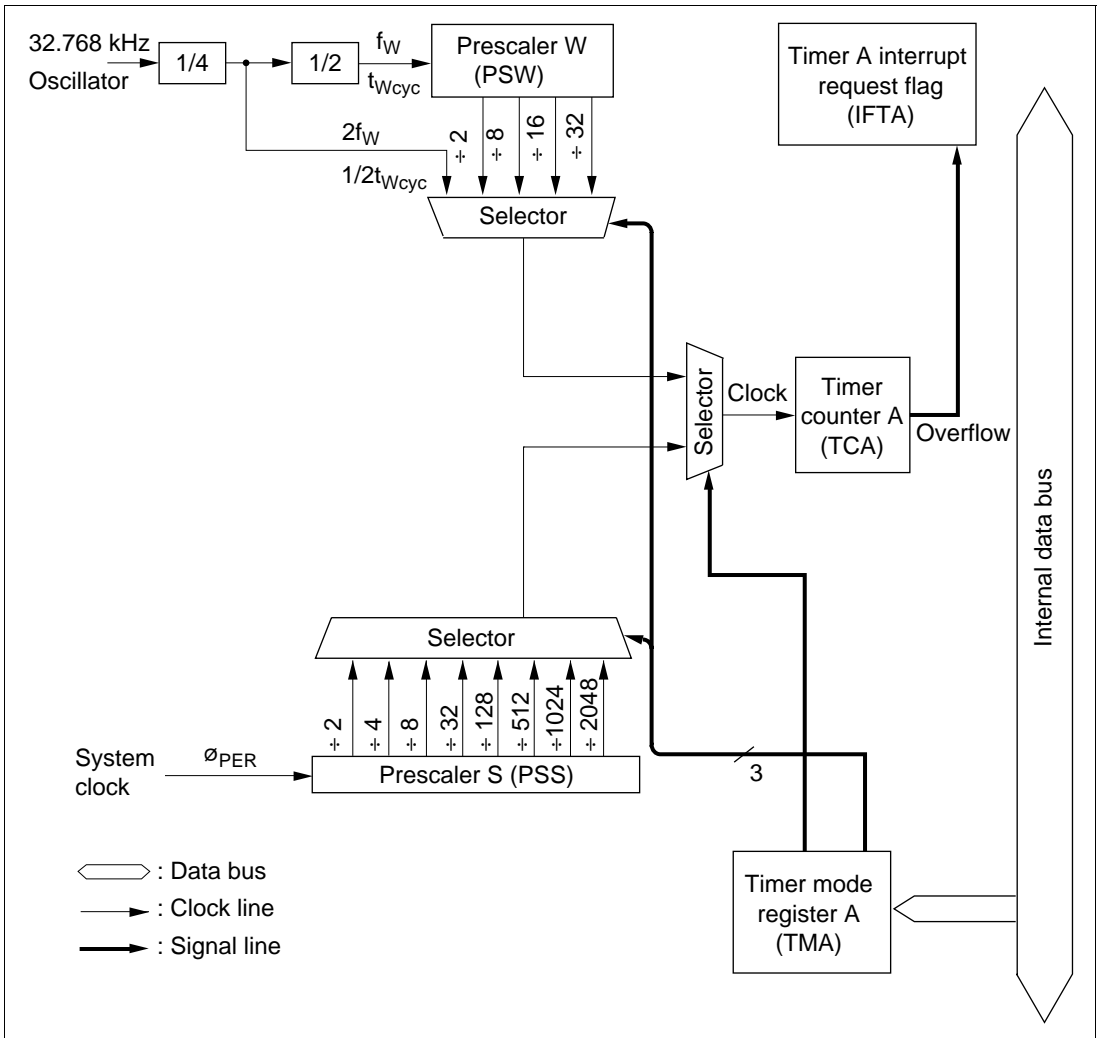 32.768 kHz
Oscillator
1/4
1/2
fW
tWcyc
Prescaler W
(PSW)
2fW
1/2tWcyc
÷ 2
÷ 8
÷ 16
÷ 32
Selector
Timer A interrupt
request flag
(IFTA)
Selector
Clock
Timer
counter A
(TCA)
Overflow
Internal data bus
Selector
÷ 2
÷ 4
÷ 8
÷ 32
÷ 128
÷ 512
÷1024
÷ 2048
System
clock
øPER
Prescaler S (PSS)
3
Timer mode
register A
(TMA)
: Data bus
: Clock line
: Signal line